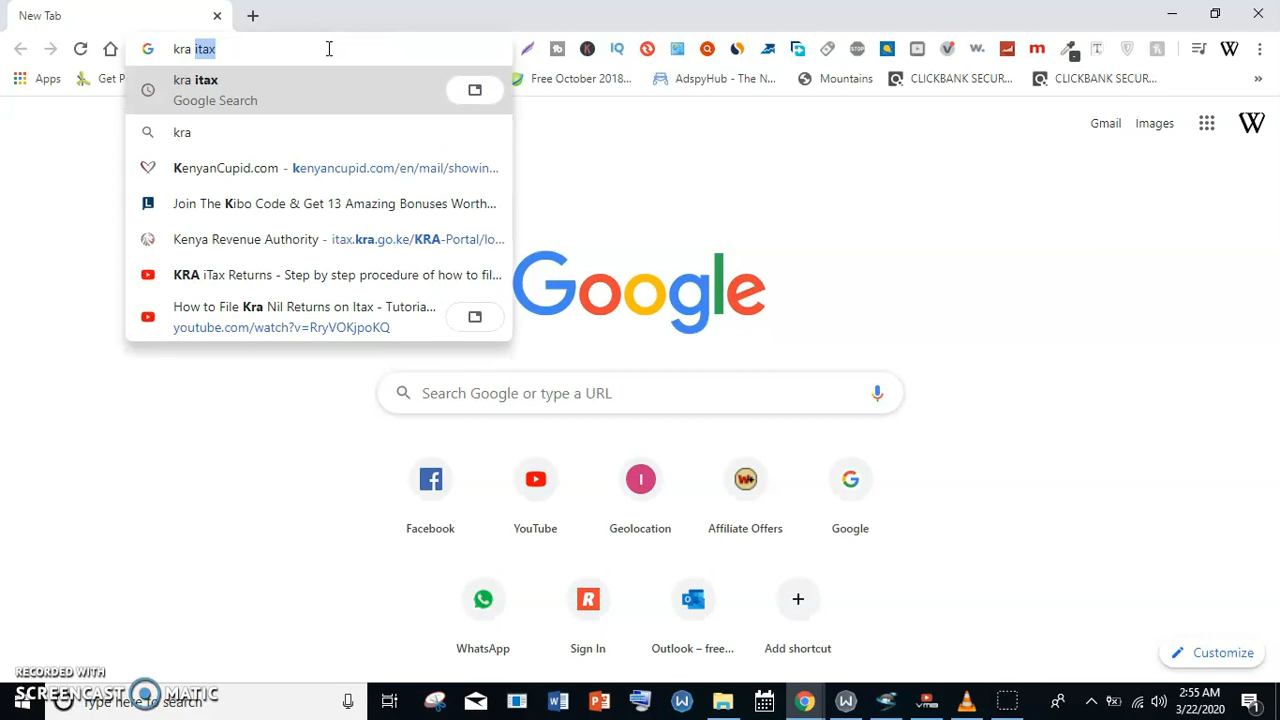 New Tab
kra itax
Apps
Get P
Free October 2018...
AdspyHub - The N...
Mountains
CLICKBANK SECUR...
CLICKBANK SECUR...
kra itax
Google Search
kra
KenyanCupid.com - kenyancupid.com/en/mail/showin...
Join The Kibo Code & Get 13 Amazing Bonuses Worth...
Kenya Revenue Authority - itax.kra.go.ke/KRA-Portal/lo...
KRA iTax Returns - Step by step procedure of how to fil...
How to File Kra Nil Returns on Itax - Tutoria...
youtube.com/watch?v=RryVOKjpoKQ
Gmail Images
Google
Search Google or type a URL
Facebook
YouTube
Geolocation
Affiliate Offers
Google
WhatsApp
Sign In
Outlook – free...
Add shortcut
Customize
RECORDED WITH
SCREENCAST MATIC
Type here to search
2:55 AM
3/22/2020